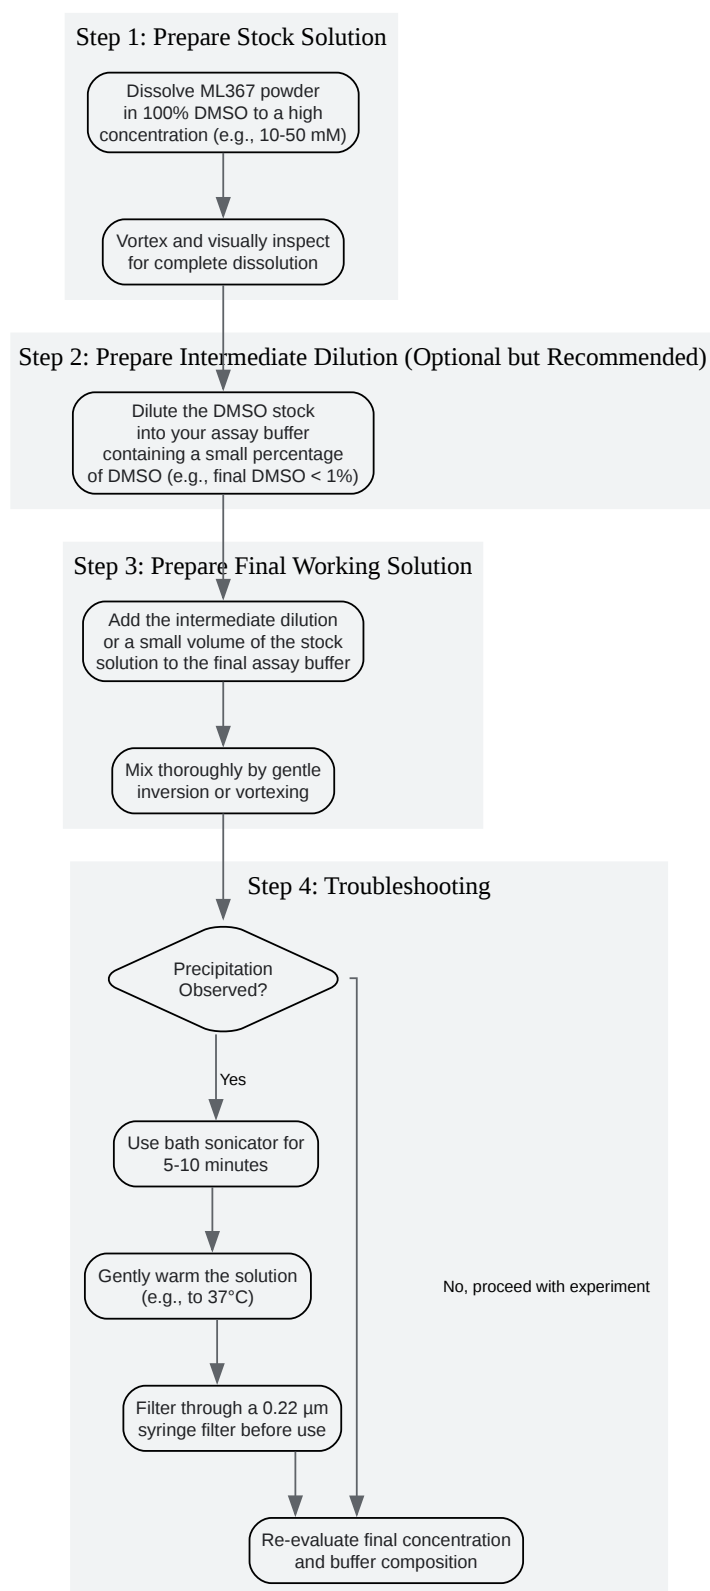 Step 1: Prepare Stock Solution
Dissolve ML367 powder
in 100% DMSO to a high
concentration (e.g., 10-50 mM)
Vortex and visually inspect
for complete dissolution
Step 2: Prepare Intermediate Dilution (Optional but Recommended)
Dilute the DMSO stock
into your assay buffer
containing a small percentage
of DMSO (e.g., final DMSO < 1%)
Step 3: Prepare Final Working Solution
Add the intermediate dilution
or a small volume of the stock
solution to the final assay buffer
Mix thoroughly by gentle
inversion or vortexing
Step 4: Troubleshooting
Precipitation
Observed?
Yes
Use bath sonicator for
5-10 minutes
Gently warm the solution
(e.g., to 37°C)
No, proceed with experiment
Filter through a 0.22 µm
syringe filter before use
Re-evaluate final concentration
and buffer composition